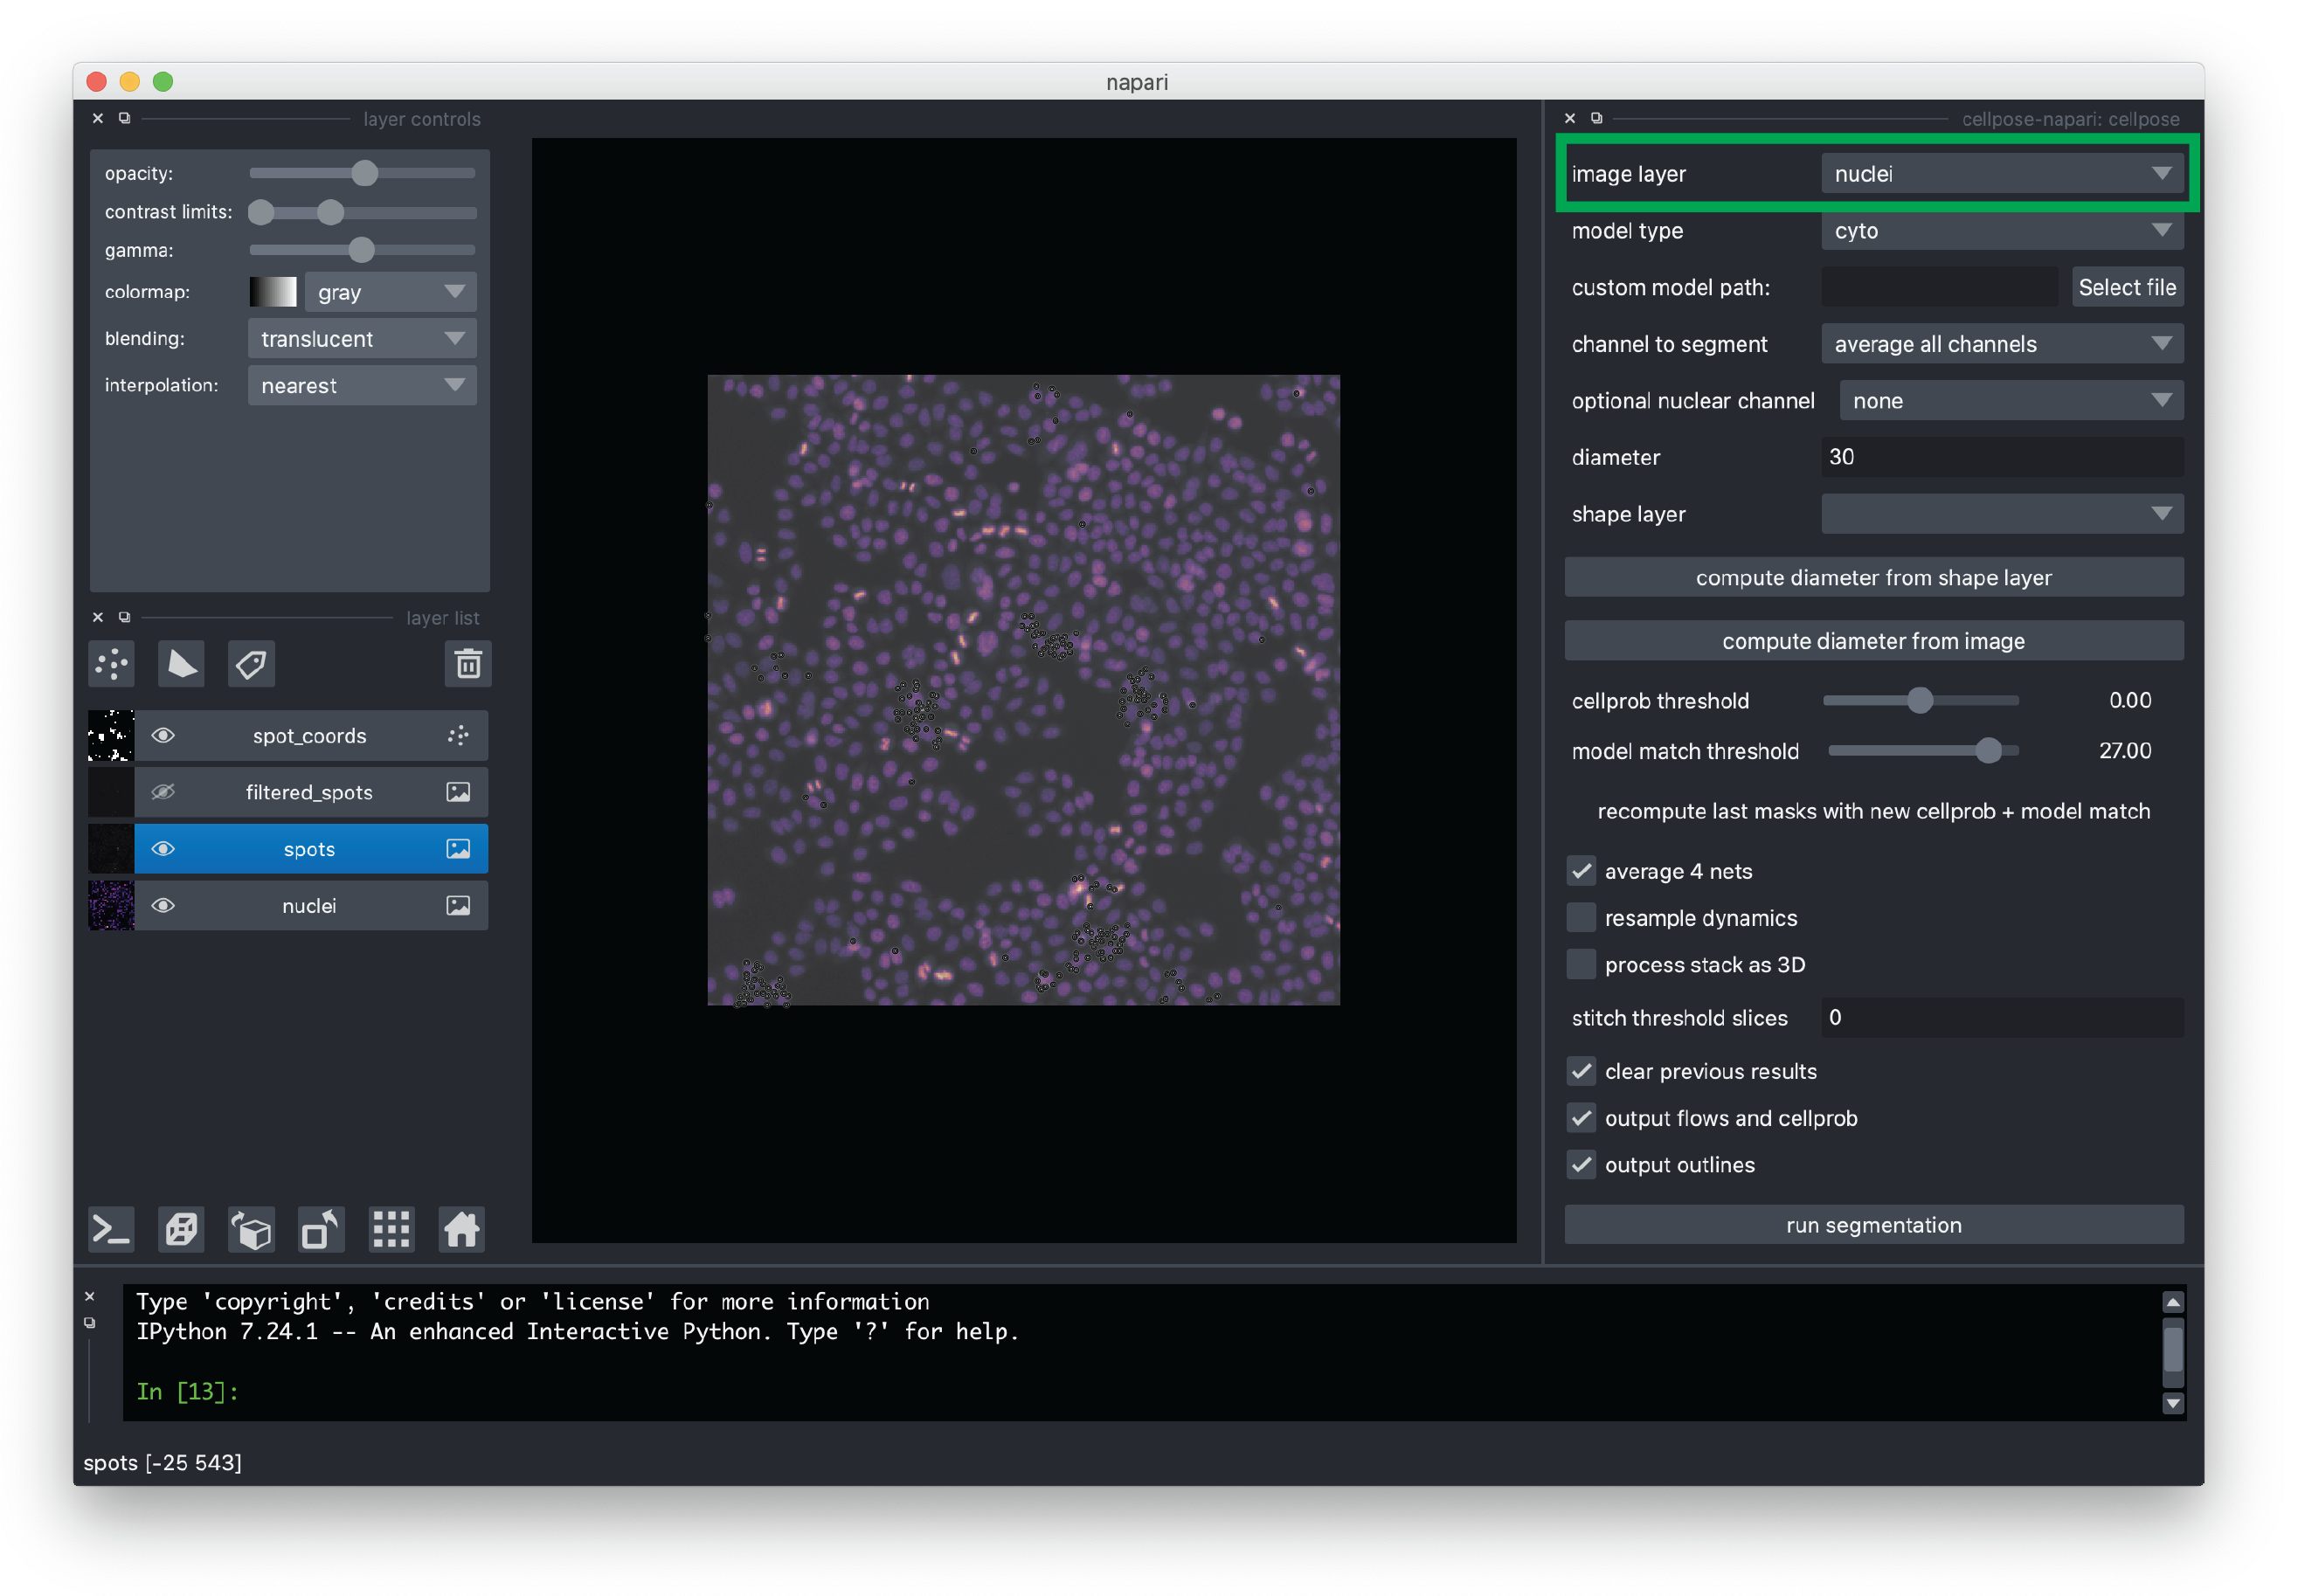 napari
layer controls
opacity:
contrast limits:
gamma:
colormap: gray
blending: translucent
interpolation: nearest
layer list
spot_coords
filtered_spots
spots
nuclei
cellpose-napari: cellpose
image layer nuclei
model type cyto
custom model path: Select file
channel to segment average all channels
optional nuclear channel none
diameter 30
shape layer
compute diameter from shape layer
compute diameter from image
cellprob threshold 0.00
model match threshold 27.00
recompute last masks with new cellprob + model match
average 4 nets
resample dynamics
process stack as 3D
stitch threshold slices 0
clear previous results
output flows and cellprob
output outlines
run segmentation
Type 'copyright', 'credits' or 'license' for more information
IPython 7.24.1 -- An enhanced Interactive Python. Type '?' for help.
In [13]:
spots [-25 543]